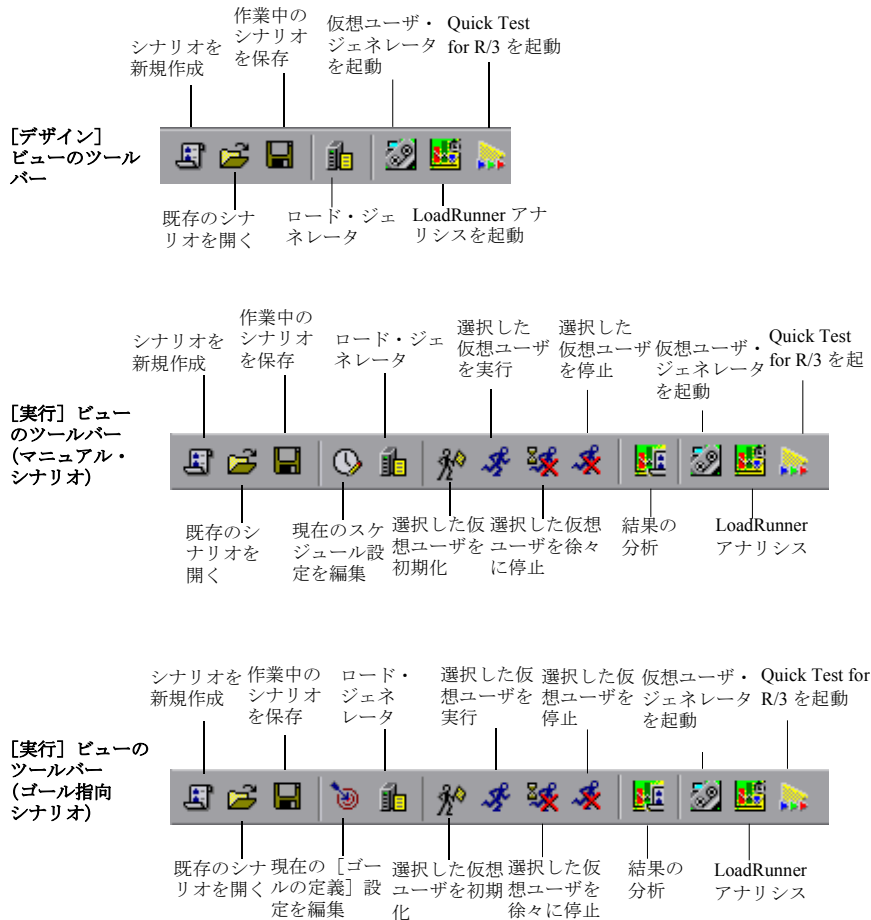 シナリオを
新規作成
作業中の
シナリオ
を保存
仮想ユーザ・
ジェネレータ
を起動
Quick Test
for R/3 を起動
［デザイン］
ビューのツール
バー
既存のシナ
リオを開く
ロード・ジェ
ネレータ
LoadRunner アナ
リシスを起動
シナリオを
新規作成
作業中の
シナリオ
を保存
ロード・ジェ
ネレータ
選択した
仮想ユーザ
を実行
選択した
仮想ユーザ
を停止
仮想ユーザ・
ジェネレータ
を起動
Quick Test
for R/3 を起
［実行］ビュー
のツールバー
（マニュアル・
シナリオ）
既存のシ
ナリオを
開く
現在のスケ
ジュール設
定を編集
選択した仮
想ユーザを
初期化
選択した仮想
ユーザを徐々
に停止
結果の
分析
LoadRunner
アナリシス
シナリオを
新規作成
作業中の
シナリオ
を保存
ロード・
ジェネ
レータ
選択した仮
想ユーザを
実行
選択した仮
想ユーザを
停止
仮想ユーザ・
ジェネレータ
を起動
Quick Test for
R/3 を起動
［実行］ビューの
ツールバー
（ゴール指向
シナリオ）
既存のシナ
リオを開く
現在の［ゴー
ルの定義］設
定を編集
選択した仮想
ユーザを初期
化
選択した仮
想ユーザを
徐々に停止
結果の
分析
LoadRunner
アナリシス